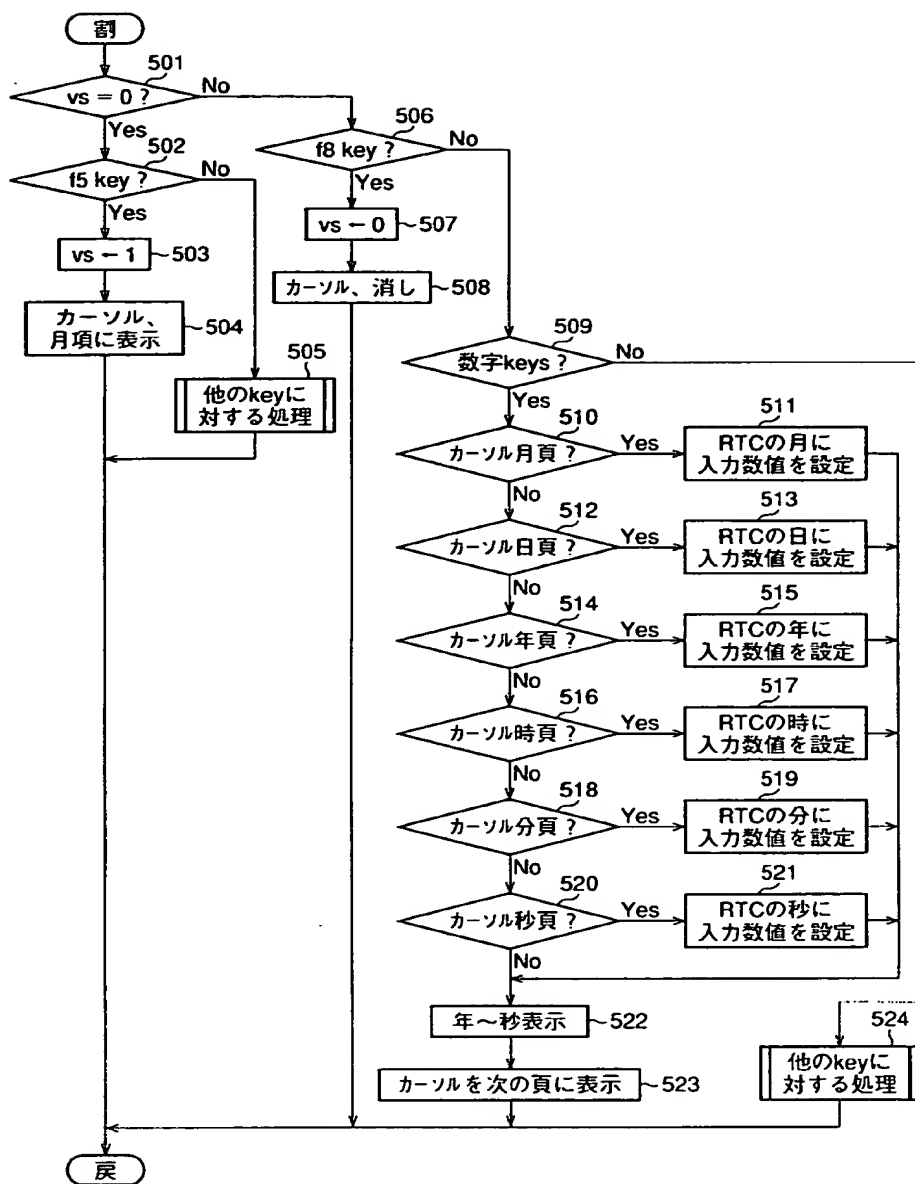 割
501
vs = 0 ?
No
Yes
502
f5 key ?
No
Yes
vs ← 1
503
カーソル、
月項に表示
504
505
他のkeyに
対する処理
506
f8 key ?
No
Yes
vs ← 0
507
カーソル、消し
508
509
数字keys ?
No
Yes
510
カーソル月頁 ?
Yes
No
511
RTCの月に
入力数値を設定
512
カーソル日頁 ?
Yes
No
513
RTCの日に
入力数値を設定
514
カーソル年頁 ?
Yes
No
515
RTCの年に
入力数値を設定
516
カーソル時頁 ?
Yes
No
517
RTCの時に
入力数値を設定
518
カーソル分頁 ?
Yes
No
519
RTCの分に
入力数値を設定
520
カーソル秒頁 ?
Yes
No
521
RTCの秒に
入力数値を設定
年～秒表示
522
カーソルを次の頁に表示
523
524
他のkeyに
対する処理
戻